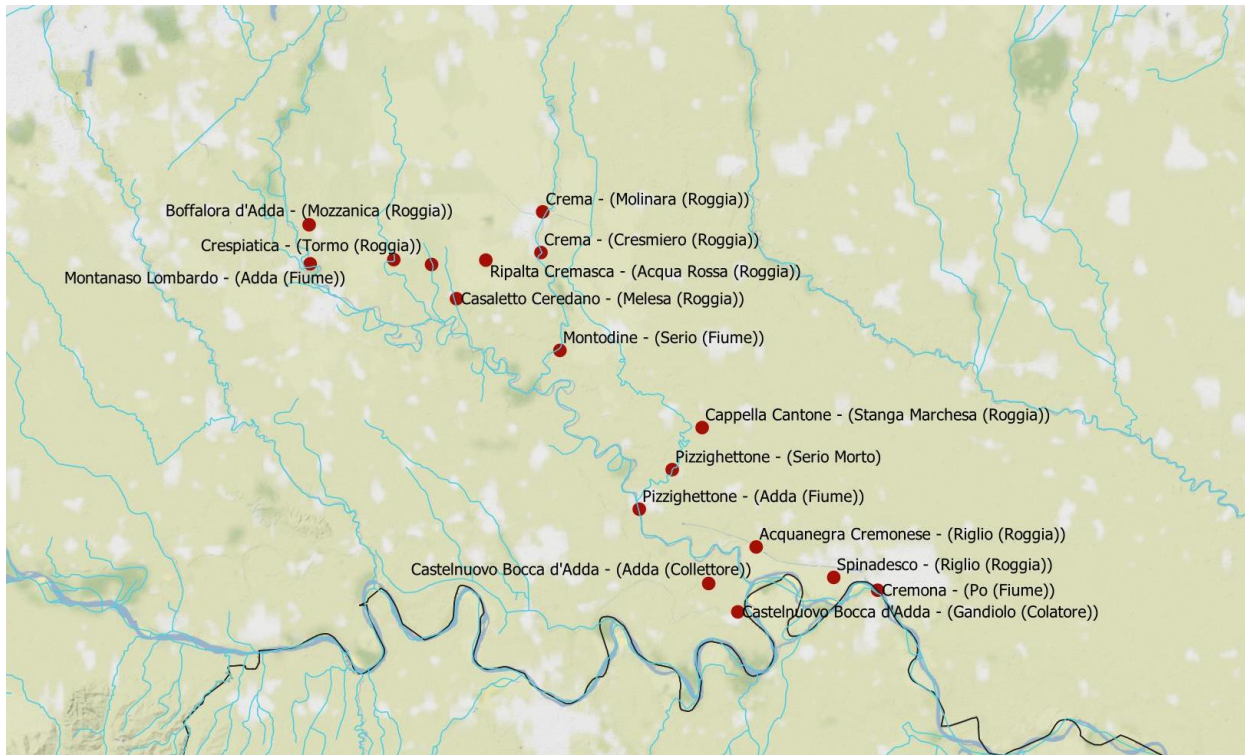 Crema - (Molinara (Roggia))
Boffalora d'Adda - (Mozzanica (Roggia))
Crespiatica - (Tormo (Roggia))
Crema - (Cresmiero (Roggia))
Montanaso Lombardo - (Adda (Fiume))
Ripalta Cremasca - (Acqua Rossa (Roggia))
Casaletto Ceredano - (Melesa (Roggia))
Montodine - (Serio (Fiume))
Cappella Cantone - (Stanga Marchesa (Roggia))
Pizzighettone - (Serio Morto)
Pizzighettone - (Adda (Fiume))
Acquanegra Cremonese - (Riglio (Roggia))
Castelnuovo Bocca d'Adda - (Adda (Collettore))
Spinadesco - (Riglio (Roggia))
Cremona - (Po (Fiume))
Castelnuovo Bocca d'Adda - (Gandiolo (Colatore))